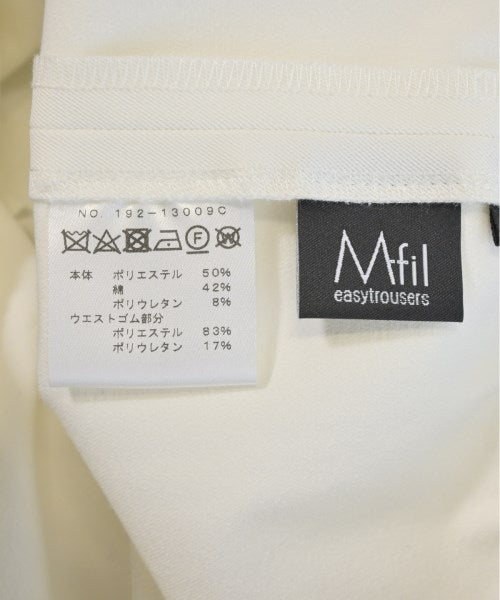 NO. 192-13009C
F
W
本体 ポリエステル 50%
綿 42%
ポリウレタン 8%
ウエストゴム部分
ポリエステル 83%
ポリウレタン 17%
M-fil
easytrousers